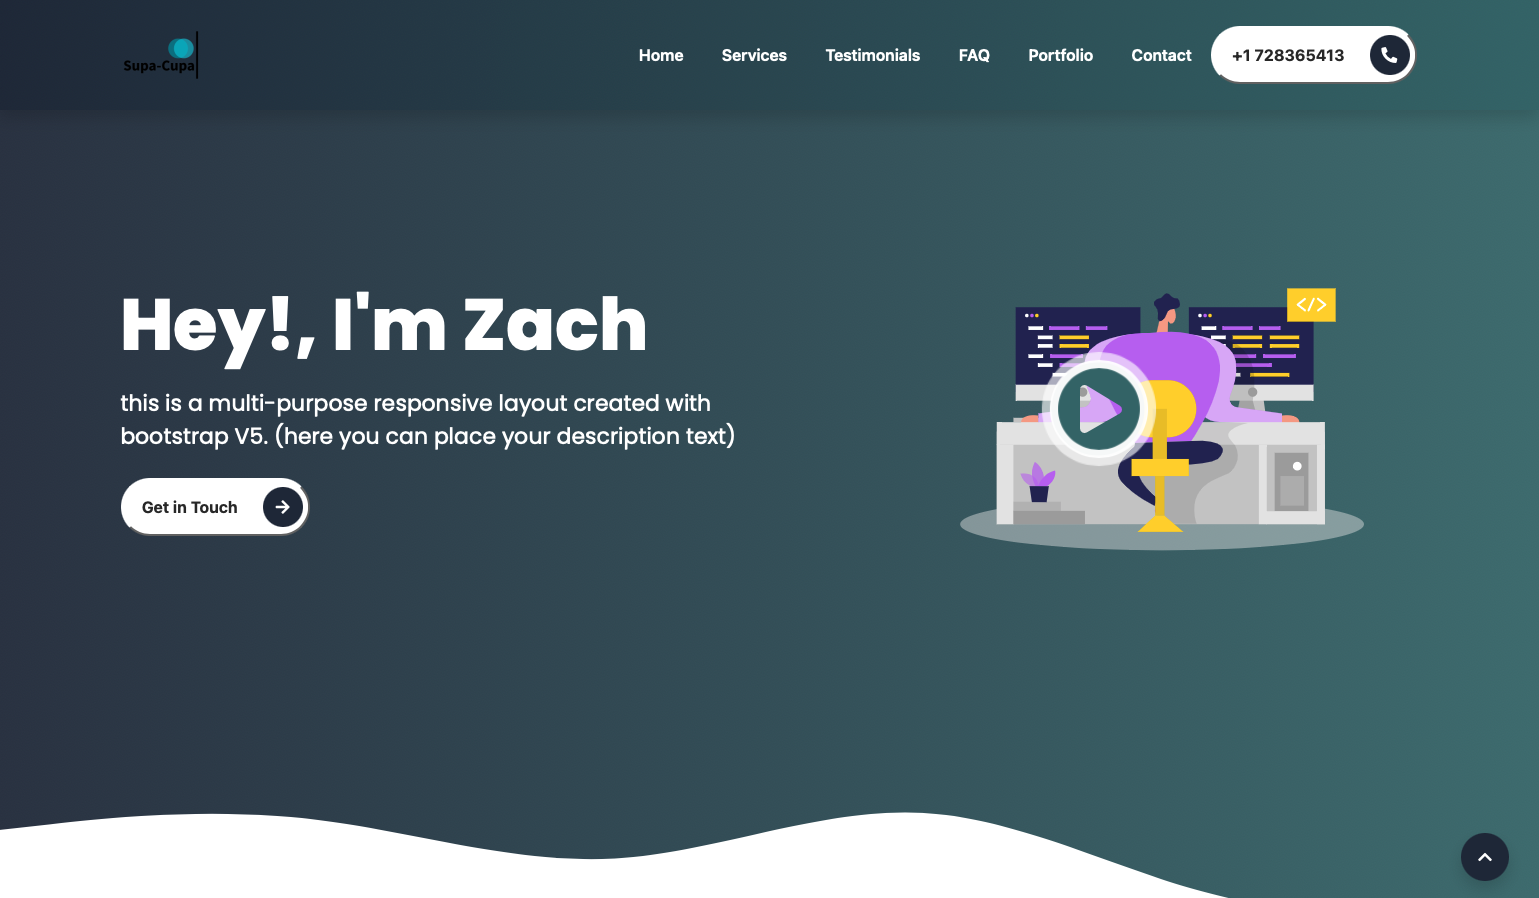 Supa-Cupa
Home Services Testimonials FAQ Portfolio Contact +1 728365413
</>
Hey!, I'm Zach
this is a multi-purpose responsive layout created with
bootstrap V5. (here you can place your description text)
Get in Touch